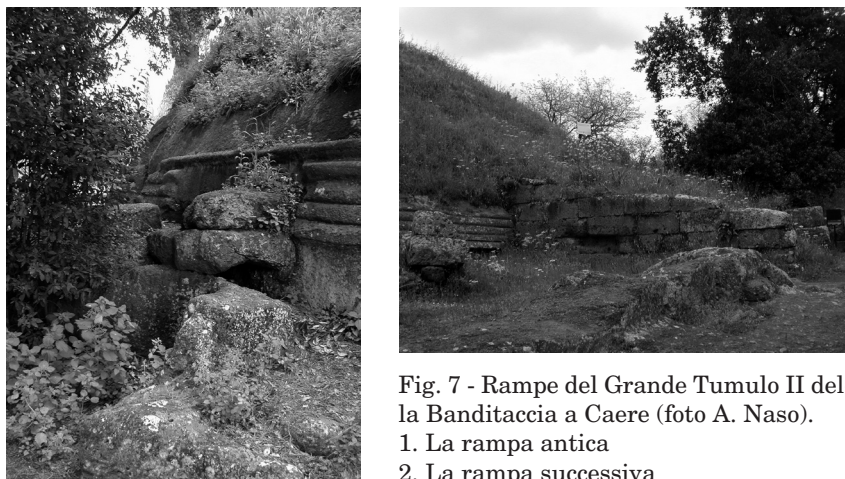 Fig. 7 - Rampe del Grande Tumulo II del
la Banditaccia a Caere (foto A. Naso).
1. La rampa antica
2. La rampa successiva